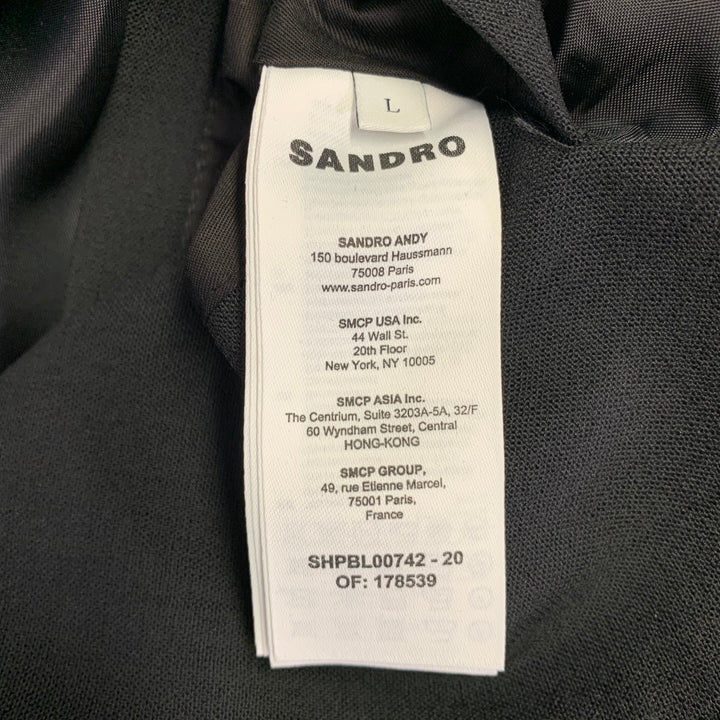 L
SANDRO
SANDRO ANDY
150 boulevard Haussmann
75008 Paris
www.sandro-paris.com
SMCP USA Inc.
44 Wall St.
20th Floor
New York, NY 10005
SMCP ASIA Inc.
The Centrium, Suite 3203A-5A, 32/F
60 Wyndham Street, Central
HONG-KONG
SMCP GROUP,
49, rue Etienne Marcel,
75001 Paris,
France
SHPBL00742 - 20
OF: 178539